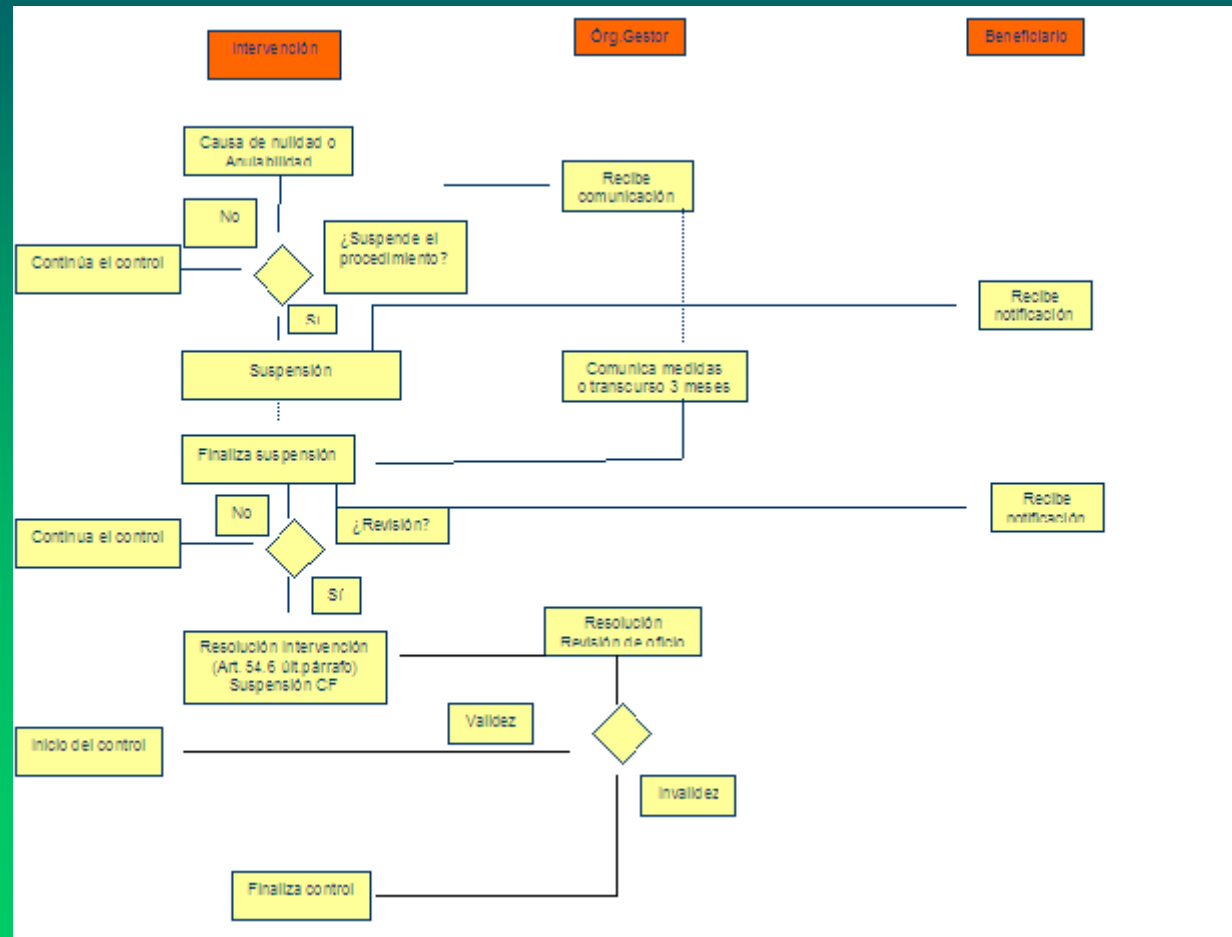 Intervención
Órg.Gestor
Beneficiario
Causa de nulidad o
Anulabilidad
Recibe
comunicación
No
¿Suspende el
procedimiento?
Continúa el control
Recibe
notificación
Sí
Suspensión
Comunica medidas
o transcurso 3 meses
Finaliza suspensión
No
¿Revisión?
Recibe
notificación
Continua el control
Sí
Resolución
Revisión de oficio
Resolución intervención
(Art. 54.6 últ.párrafo)
Suspensión CF
Validez
Inicio del control
Invalidez
Finaliza control